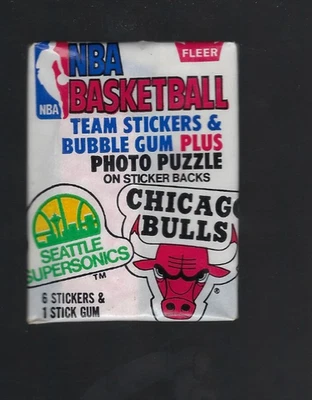 NBA
FLEER
NBA
BASKETBALL
TEAM STICKERS &
BUBBLE GUM PLUS
PHOTO PUZZLE
ON STICKER BACKS
CHICAGO
BULLS
®
SEATTLE
SUPERSONICS
TM
6 STICKERS &
1 STICK GUM